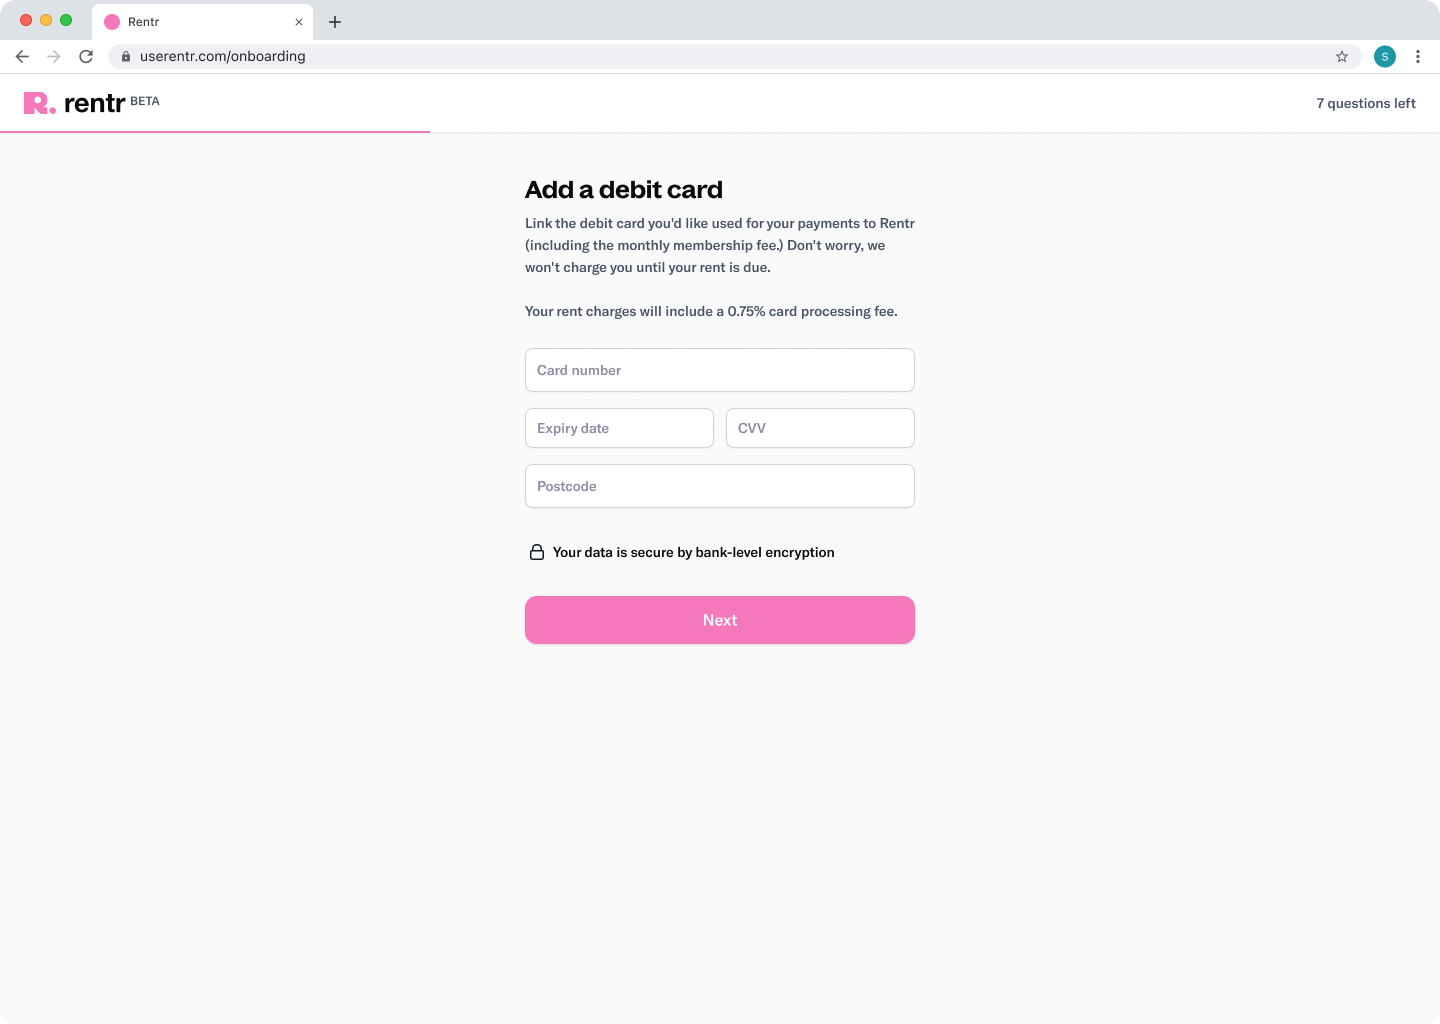 Rentr
userentr.com/onboarding
S
R. rentr BETA
7 questions left
Add a debit card
Link the debit card you'd like used for your payments to Rentr
(including the monthly membership fee.) Don't worry, we
won't charge you until your rent is due.
Your rent charges will include a 0.75% card processing fee.
Card number
Expiry date
CVV
Postcode
Your data is secure by bank-level encryption
Next